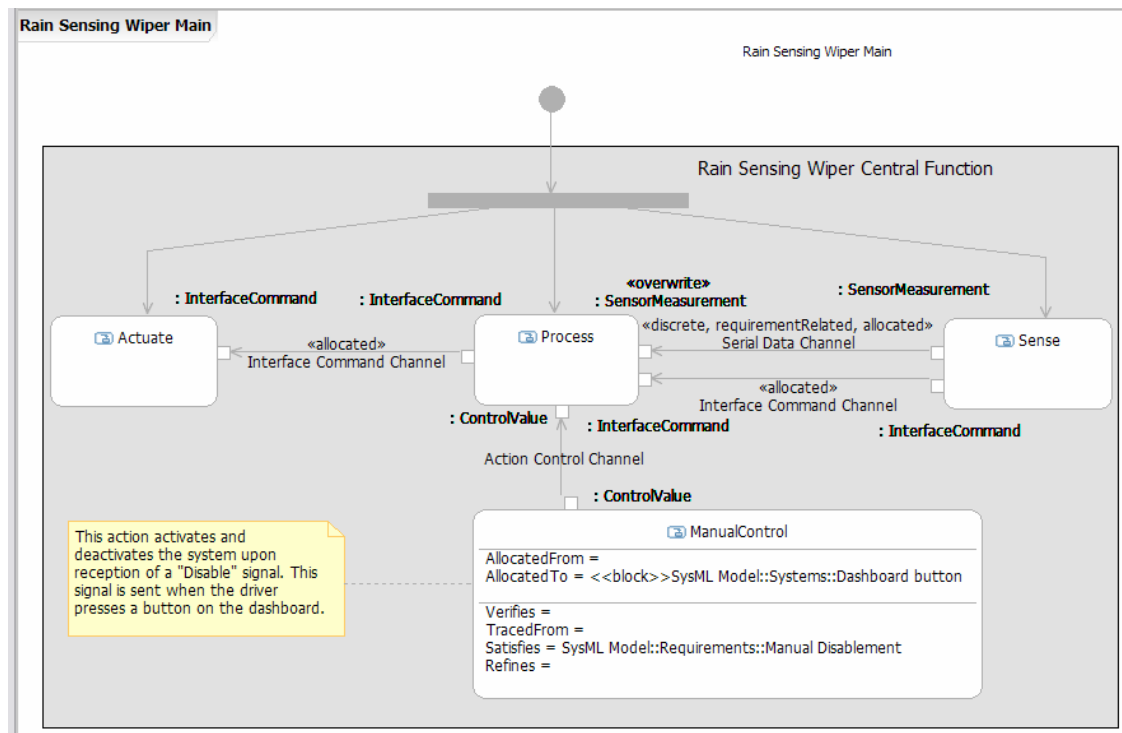 Rain Sensing Wiper Main
Rain Sensing Wiper Main
Rain Sensing Wiper Central Function
: InterfaceCommand
: InterfaceCommand
«overwrite»
: SensorMeasurement
: SensorMeasurement
Actuate
«allocated»
Interface Command Channel
Process
«discrete, requirementRelated, allocated»
Serial Data Channel
Sense
«allocated»
Interface Command Channel
: ControlValue
: InterfaceCommand
: InterfaceCommand
Action Control Channel
: ControlValue
This action activates and
deactivates the system upon
reception of a "Disable" signal. This
signal is sent when the driver
presses a button on the dashboard.
ManualControl
AllocatedFrom =
AllocatedTo = <<block>>SysML Model::Systems::Dashboard button
Verifies =
TracedFrom =
Satisfies = SysML Model::Requirements::Manual Disablement
Refines =